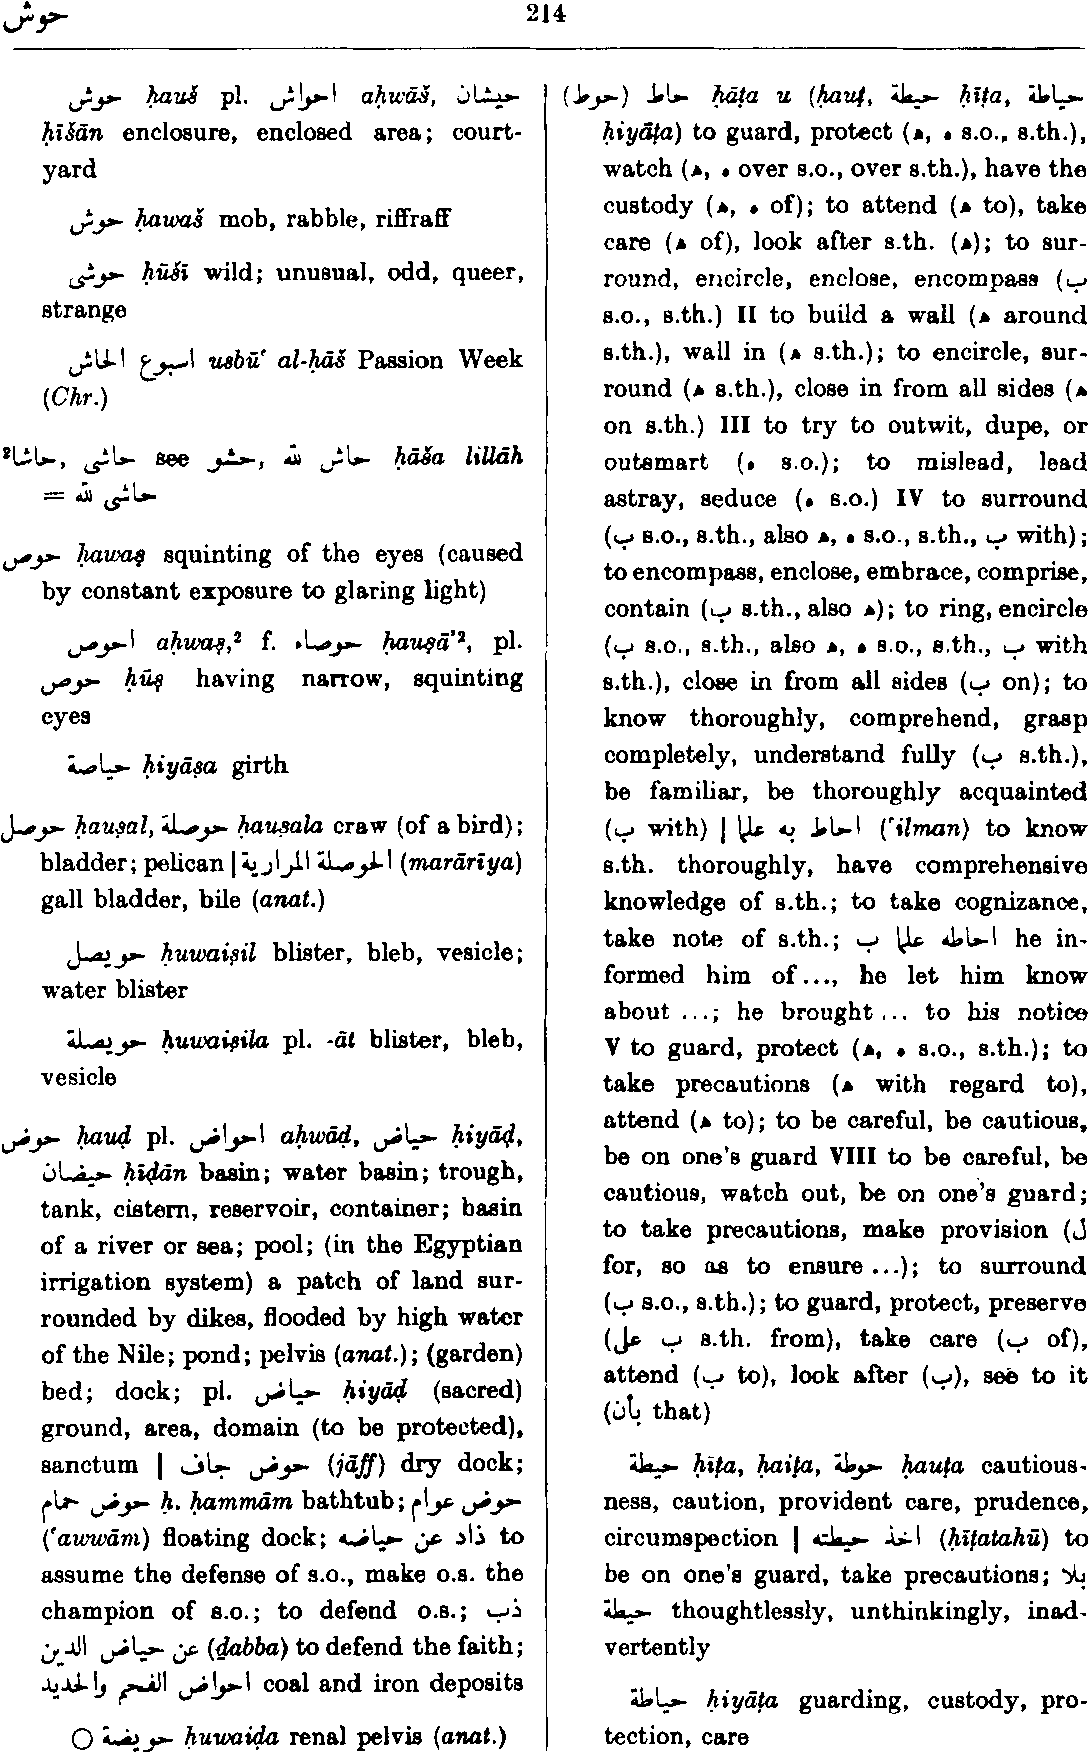 حوش
214
حوش ḥauš pl. احواش aḥwāš, حيشان
ḥīšān enclosure, enclosed area; court-
yard
حوش ḥawaš mob, rabble, riffraff
حوشى ḥūšī wild; unusual, odd, queer,
strange
اسبوع الحاش usbūʿ al-ḥāš Passion Week
(Chr.)
²حاشا, حاشى see حشو, حاش لله ḥāša lillāh
= حاشى لله
حوص ḥawaṣ squinting of the eyes (caused
by constant exposure to glaring light)
احوص aḥwaṣ,² f. حوصاء ḥauṣā’², pl.
حوص ḥūṣ having narrow, squinting
eyes
حياصة ḥiyāṣa girth
حوصل ḥauṣal, حوصلة ḥauṣala craw (of a bird);
bladder; pelican | الحوصلة المرارية (marārīya)
gall bladder, bile (anat.)
حويصل ḥuwaiṣil blister, bleb, vesicle;
water blister
حويصلة ḥuwaiṣila pl. -āt blister, bleb,
vesicle
حوض ḥauḍ pl. احواض aḥwāḍ, حياض ḥiyāḍ,
حيضان ḥīḍān basin; water basin; trough,
tank, cistern, reservoir, container; basin
of a river or sea; pool; (in the Egyptian
irrigation system) a patch of land sur-
rounded by dikes, flooded by high water
of the Nile; pond; pelvis (anat.); (garden)
bed; dock; pl. حياض ḥiyāḍ (sacred)
ground, area, domain (to be protected),
sanctum | حوض جاف (jāff) dry dock;
حوض حمام ḥ. ḥammām bathtub; حوض عوام
(ʿawwām) floating dock; ذاد عن حياضه to
assume the defense of s.o., make o.s. the
champion of s.o.; to defend o.s.; ذب
عن حياض الدين (ḏabba) to defend the faith;
احواض الفحم والحديد coal and iron deposits
○ حويضة ḥuwaiḍa renal pelvis (anat.)
(حوط) حاط ḥāṭa u (ḥauṭ, حيطة ḥīṭa, حياطة
ḥiyāṭa) to guard, protect (ه, ‌ه s.o., s.th.),
watch (ه, ه over s.o., over s.th.), have the
custody (ه, ه of); to attend (ه to), take
care (ه of), look after s.th. (ه); to sur-
round, encircle, enclose, encompass (ب
s.o., s.th.) II to build a wall (ه around
s.th.), wall in (ه s.th.); to encircle, sur-
round (ه s.th.), close in from all sides (ه
on s.th.) III to try to outwit, dupe, or
outsmart (ه s.o.); to mislead, lead
astray, seduce (ه s.o.) IV to surround
(ب s.o., s.th., also ه, ه s.o., s.th., ب with);
to encompass, enclose, embrace, comprise,
contain (ب s.th., also ه); to ring, encircle
(ب s.o., s.th., also ه, ه s.o., s.th., ب with
s.th.), close in from all sides (ب on); to
know thoroughly, comprehend, grasp
completely, understand fully (ب s.th.),
be familiar, be thoroughly acquainted
(ب with) | احاط به علما (ʿilman) to know
s.th. thoroughly, have comprehensive
knowledge of s.th.; to take cognizance,
take note of s.th.; احاطه علما ب he in-
formed him of ..., he let him know
about ...; he brought ... to his notice
V to guard, protect (ه, ه s.o., s.th.); to
take precautions (ه with regard to),
attend (ه to); to be careful, be cautious,
be on one's guard VIII to be careful, be
cautious, watch out, be on one's guard;
to take precautions, make provision (ل
for, so as to ensure ...); to surround
(ب s.o., s.th.); to guard, protect, preserve
(على ب s.th. from), take care (ب of),
attend (ب to), look after (ب), see to it
(بأن that)
حيطة ḥīṭa, ḥaiṭa, حوطة ḥauṭa cautious-
ness, caution, provident care, prudence,
circumspection | اخذ حيطته (ḥīṭatahū) to
be on one's guard, take precautions; بلا
حيطة thoughtlessly, unthinkingly, inad-
vertently
حياطة ḥiyāṭa guarding, custody, pro-
tection, care